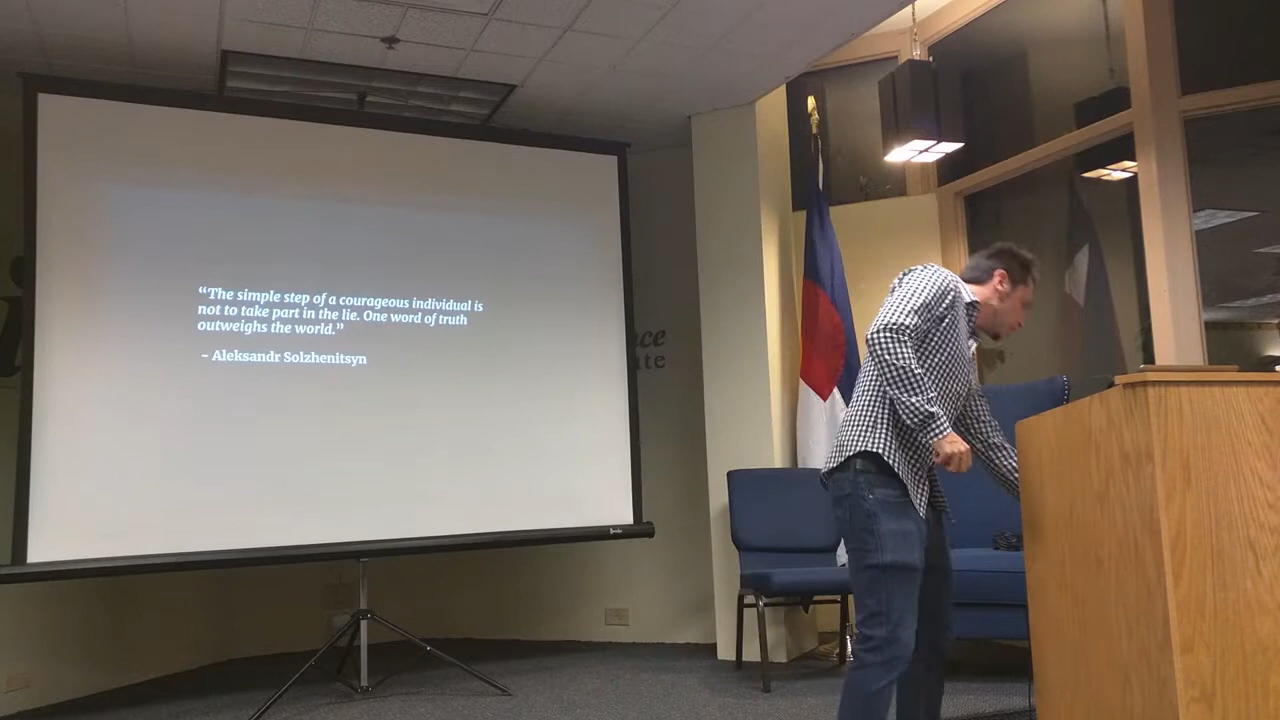 “The simple step of a courageous individual is
not to take part in the lie. One word of truth
outweighs the world.”
– Aleksandr Solzhenitsyn